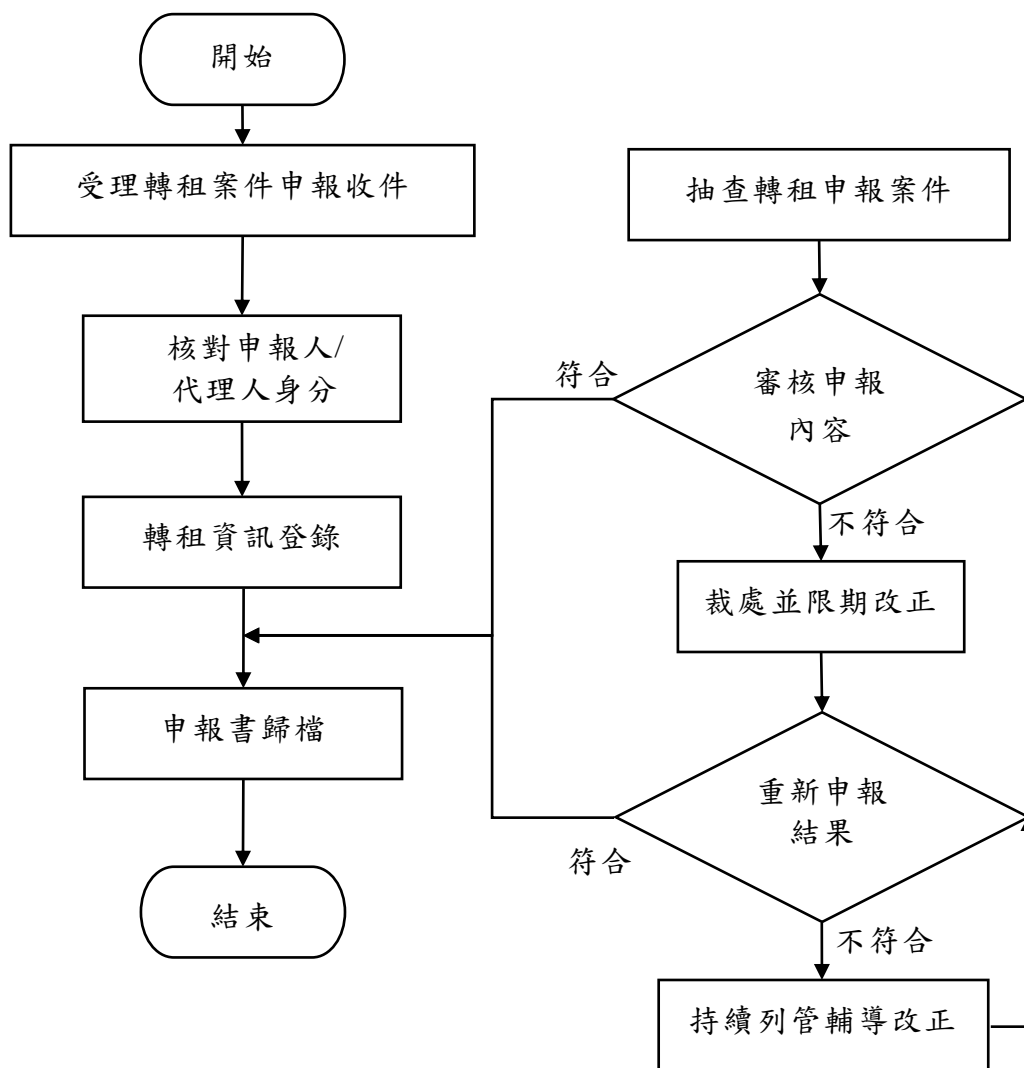 開始
受理轉租案件申報收件
核對申報人/
代理人身分
轉租資訊登錄
申報書歸檔
結束
抽查轉租申報案件
審核申報
內容
符合
不符合
裁處並限期改正
重新申報
結果
符合
不符合
持續列管輔導改正